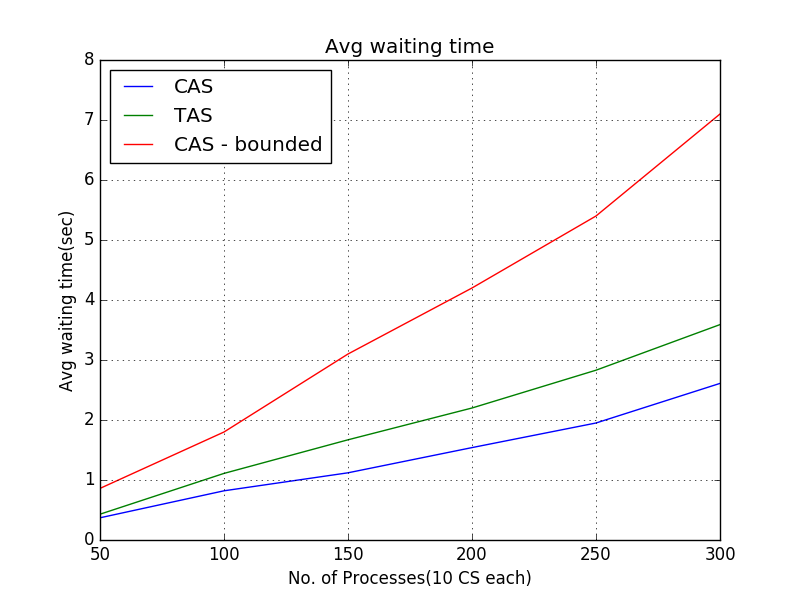 Avg waiting time
CAS
TAS
CAS - bounded
Avg waiting time(sec)
8
7
6
5
4
3
2
1
0
50 100 150 200 250 300
No. of Processes(10 CS each)